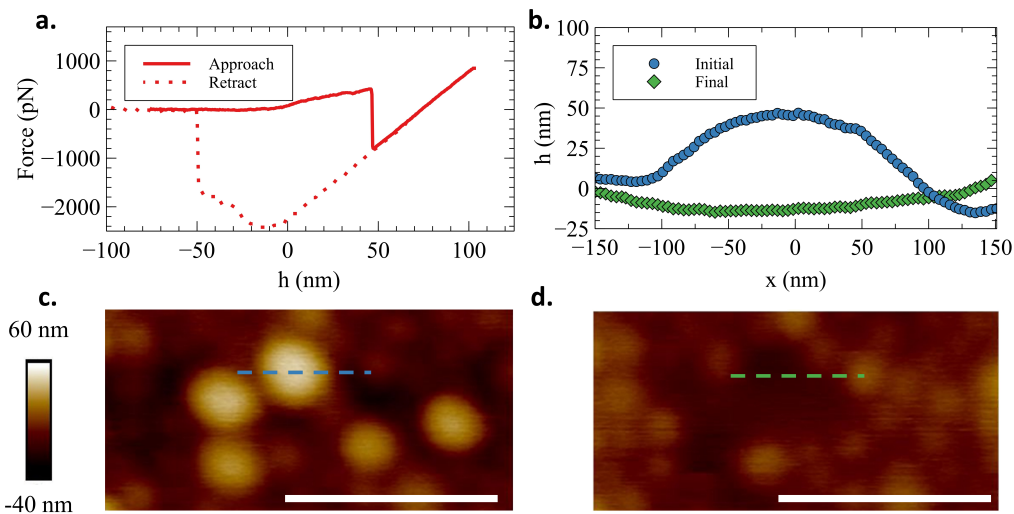 a.
1000
0
−1000
−2000
Force (pN)
Approach
Retract
−100
−50
0
50
100
h (nm)
b.
100
75
50
25
0
−25
h (nm)
Initial
Final
−150
−100
−50
0
50
100
150
x (nm)
c.
60 nm
-40 nm
d.